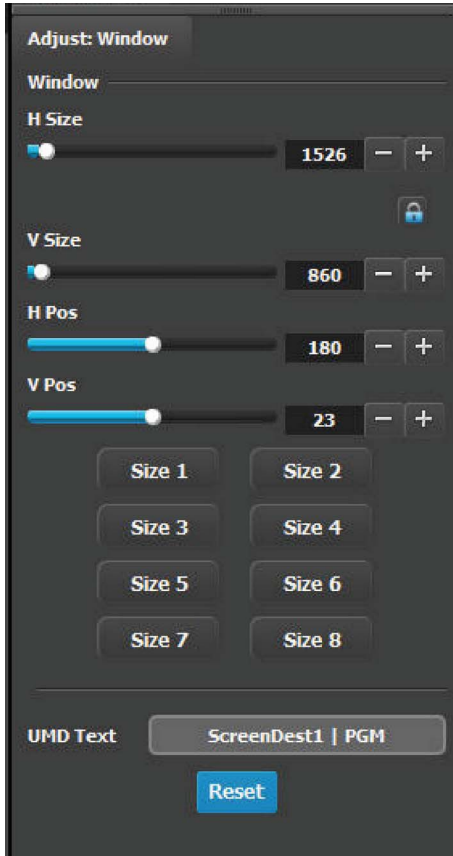 Adjust: Window
Window
H Size
1526 − +
V Size
860 − +
H Pos
180 − +
V Pos
23 − +
Size 1 Size 2
Size 3 Size 4
Size 5 Size 6
Size 7 Size 8
UMD Text ScreenDest1 | PGM
Reset